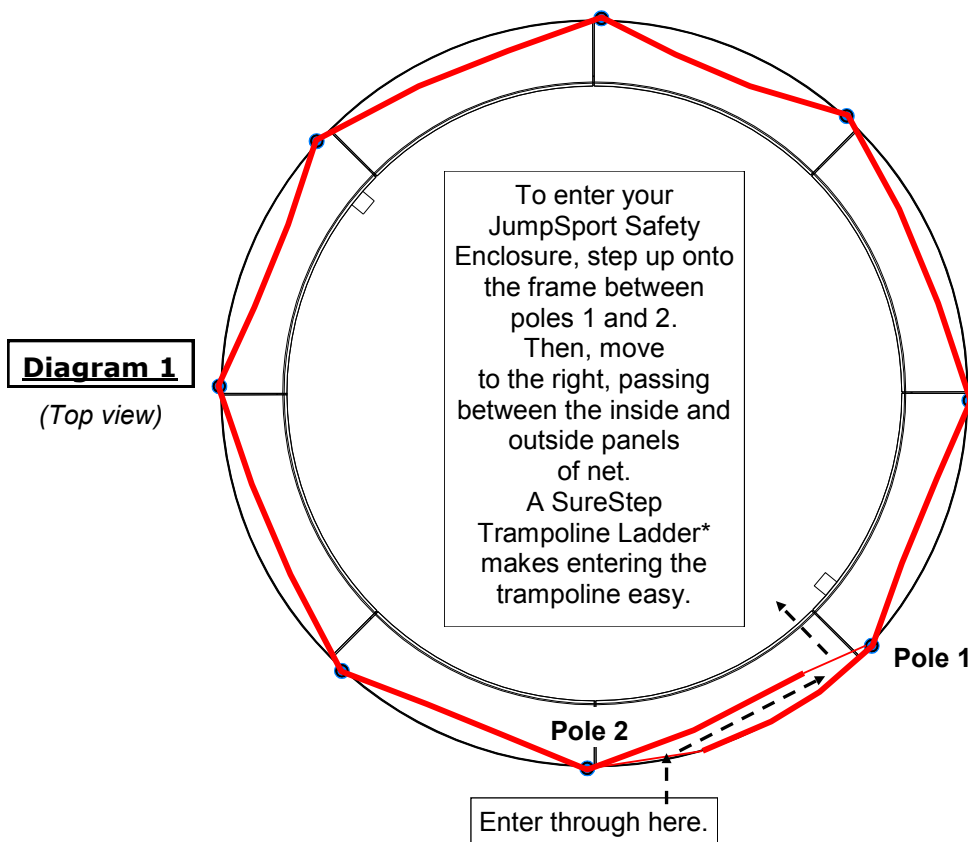 To enter your
JumpSport Safety
Enclosure, step up onto
the frame between
poles 1 and 2.
Then, move
to the right, passing
between the inside and
outside panels
of net.
A SureStep
Trampoline Ladder*
makes entering the
trampoline easy.
Diagram 1
(Top view)
Pole 1
Pole 2
Enter through here.